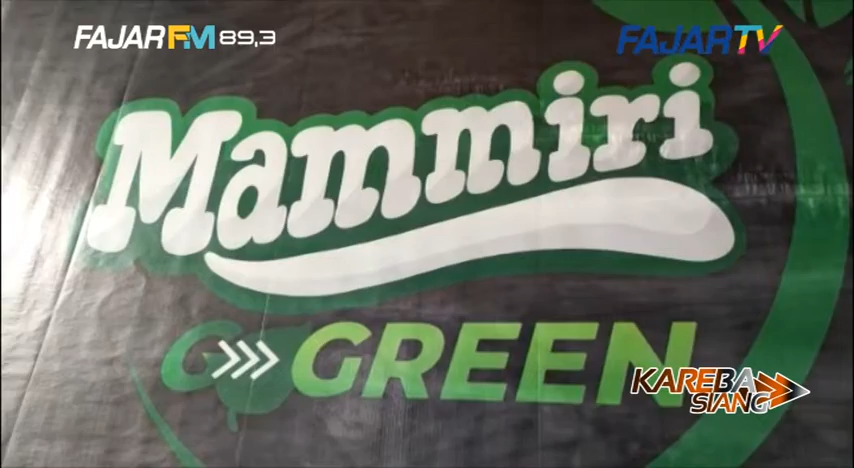 FAJAR FM 89,3
FAJAR TV
Mammiri
GO GREEN
KAREBA
SIANG